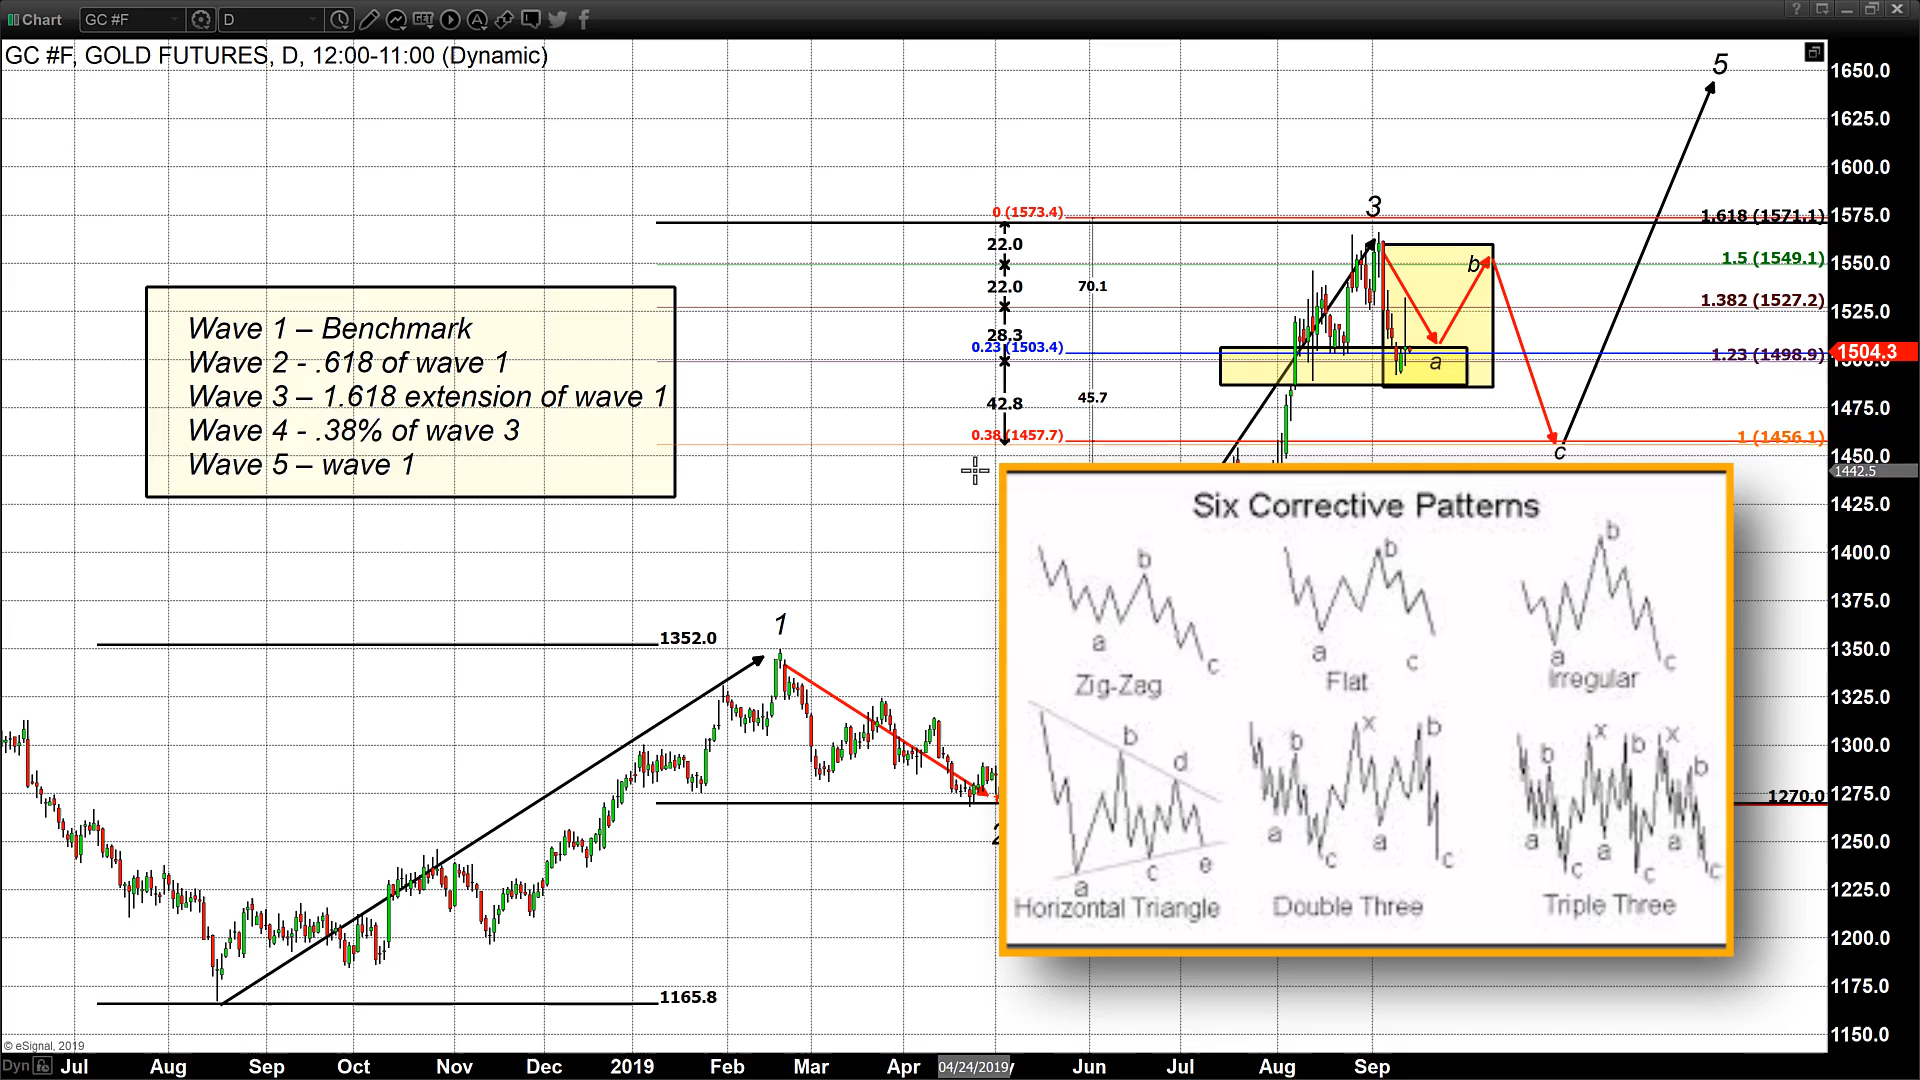 Chart
GC #F
D
GET
A
GC #F, GOLD FUTURES, D, 12:00-11:00 (Dynamic)
5
1650.0
1625.0
1600.0
3
0 (1573.4)
1.618 (1571.1)
1575.0
22.0
b
1.5 (1549.1)
1550.0
22.0
70.1
1.382 (1527.2)
1525.0
28.3
0.23 (1503.4)
a
1.23 (1498.9)
1504.3
42.8
45.7
1475.0
0.38 (1457.7)
1 (1456.1)
c
1450.0
1442.5
Wave 1 – Benchmark
Wave 2 - .618 of wave 1
Wave 3 – 1.618 extension of wave 1
Wave 4 - .38% of wave 3
Wave 5 – wave 1
1425.0
1400.0
1375.0
1350.0
1325.0
1300.0
1275.0
1250.0
1225.0
1200.0
1175.0
1150.0
Six Corrective Patterns
b
a
c
Zig-Zag
b
a
c
Flat
b
a
c
Irregular
b
d
a
c
e
Horizontal Triangle
b
x
b
a
a
c
c
Double Three
b
x
b
x
b
a
a
a
c
c
c
Triple Three
1
1352.0
1270.0
1165.8
© eSignal, 2019
Dyn
Jul
Aug
Sep
Oct
Nov
Dec
2019
Feb
Mar
Apr
04/24/2019
Jun
Jul
Aug
Sep